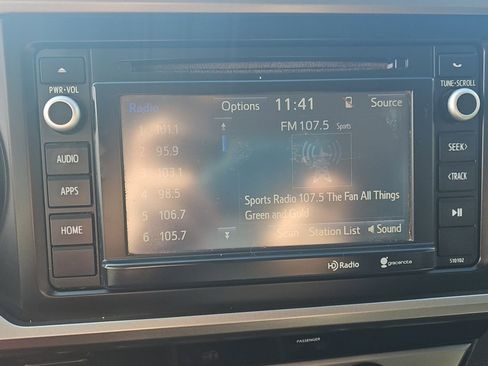 PWR•VOL
AUDIO
APPS
HOME
Radio Options 11:41 Source
1 101.1
2 95.9
3 103.1
4 98.5
5 106.7
6 105.7
FM 107.5 Sports
Sports Radio 107.5 The Fan All Things
Green and Gold
Scan Station List Sound
HD Radio gracenote
TUNE•SCROLL
SEEK>
<TRACK
510102
PASSENGER